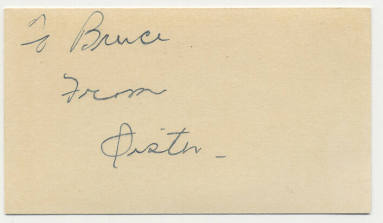 To Bruce
From
Sister –